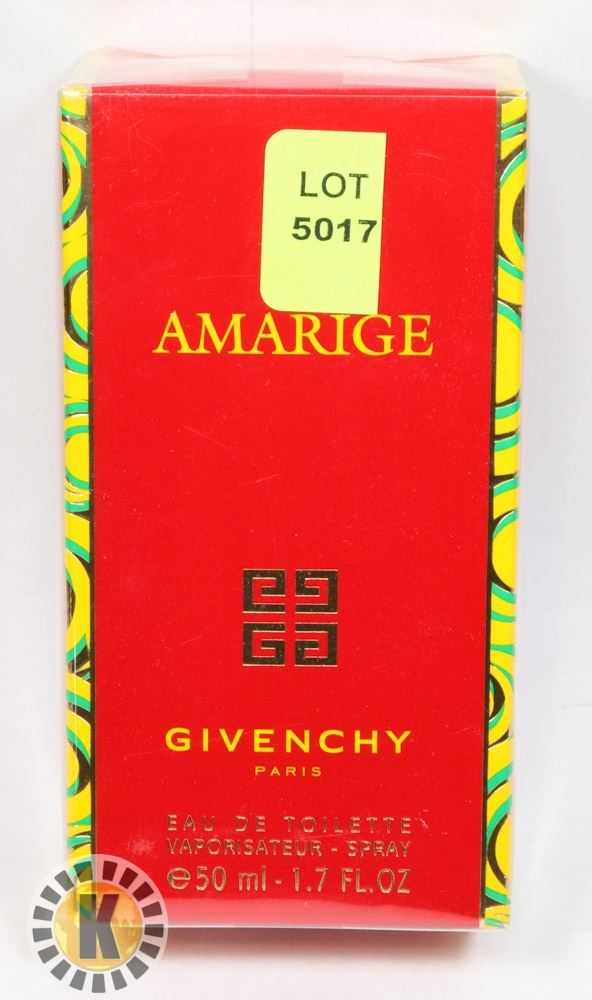 LOT
5017
AMARIGE
GIVENCHY
PARIS
EAU DE TOILETTE
VAPORISATEUR - SPRAY
℮50 ml - 1.7 FL.OZ
K